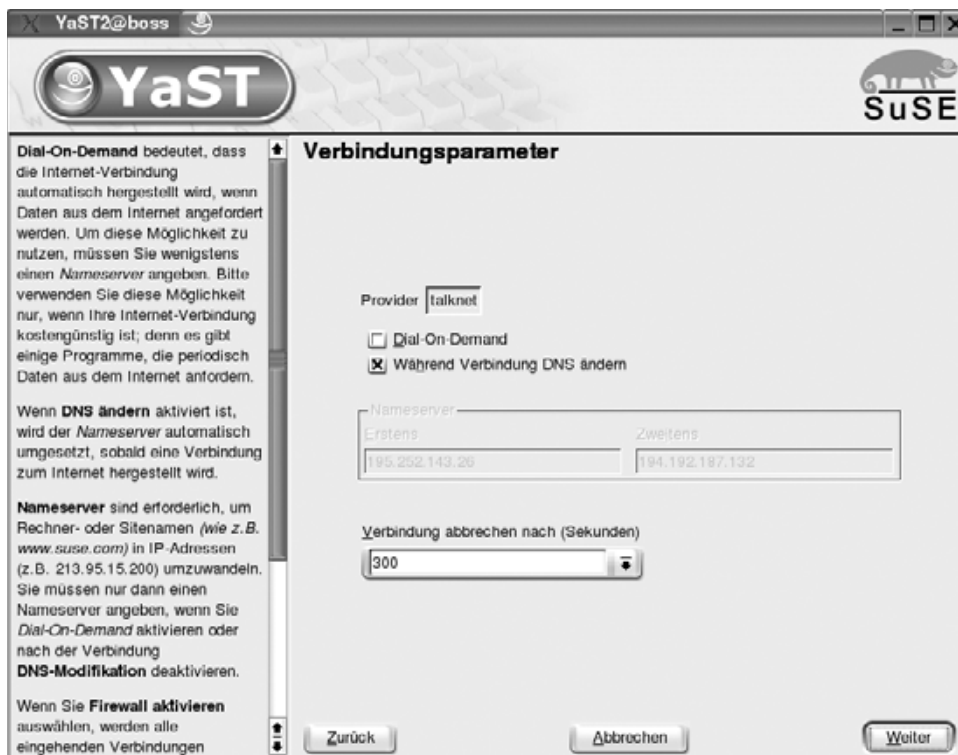 YaST2@boss
YaST
SuSE
Dial-On-Demand bedeutet, dass
die Internet-Verbindung
automatisch hergestellt wird, wenn
Daten aus dem Internet angefordert
werden. Um diese Möglichkeit zu
nutzen, müssen Sie wenigstens
einen Nameserver angeben. Bitte
verwenden Sie diese Möglichkeit
nur, wenn Ihre Internet-Verbindung
kostengünstig ist; denn es gibt
einige Programme, die periodisch
Daten aus dem Internet anfordern.
Wenn DNS ändern aktiviert ist,
wird der Nameserver automatisch
umgesetzt, sobald eine Verbindung
zum Internet hergestellt wird.
Nameserver sind erforderlich, um
Rechner- oder Sitenamen (wie z.B.
www.suse.com) in IP-Adressen
(z.B. 213.95.15.200) umzuwandeln.
Sie müssen nur dann einen
Nameserver angeben, wenn Sie
Dial-On-Demand aktivieren oder
nach der Verbindung
DNS-Modifikation deaktivieren.
Wenn Sie Firewall aktivieren
auswählen, werden alle
eingehenden Verbindungen
Verbindungsparameter
Provider talknet
Dial-On-Demand
Während Verbindung DNS ändern
Nameserver
Erstens Zweitens
195.252.143.26 194.192.187.132
Verbindung abbrechen nach (Sekunden)
300
Zurück Abbrechen Weiter